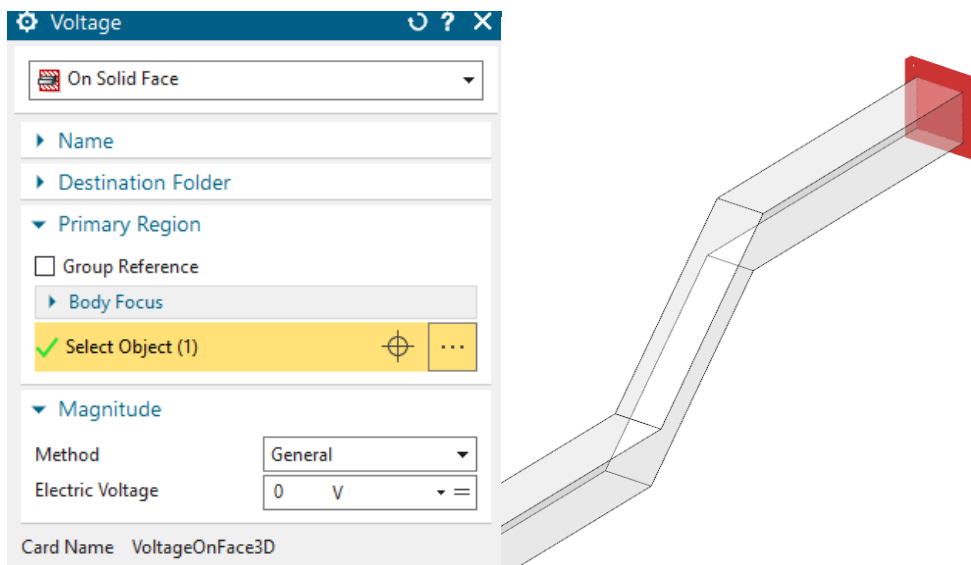 Voltage ?
On Solid Face
Name
Destination Folder
Primary Region
Group Reference
Body Focus
Select Object (1) ...
Magnitude
Method General
Electric Voltage 0 V =
Card Name VoltageOnFace3D